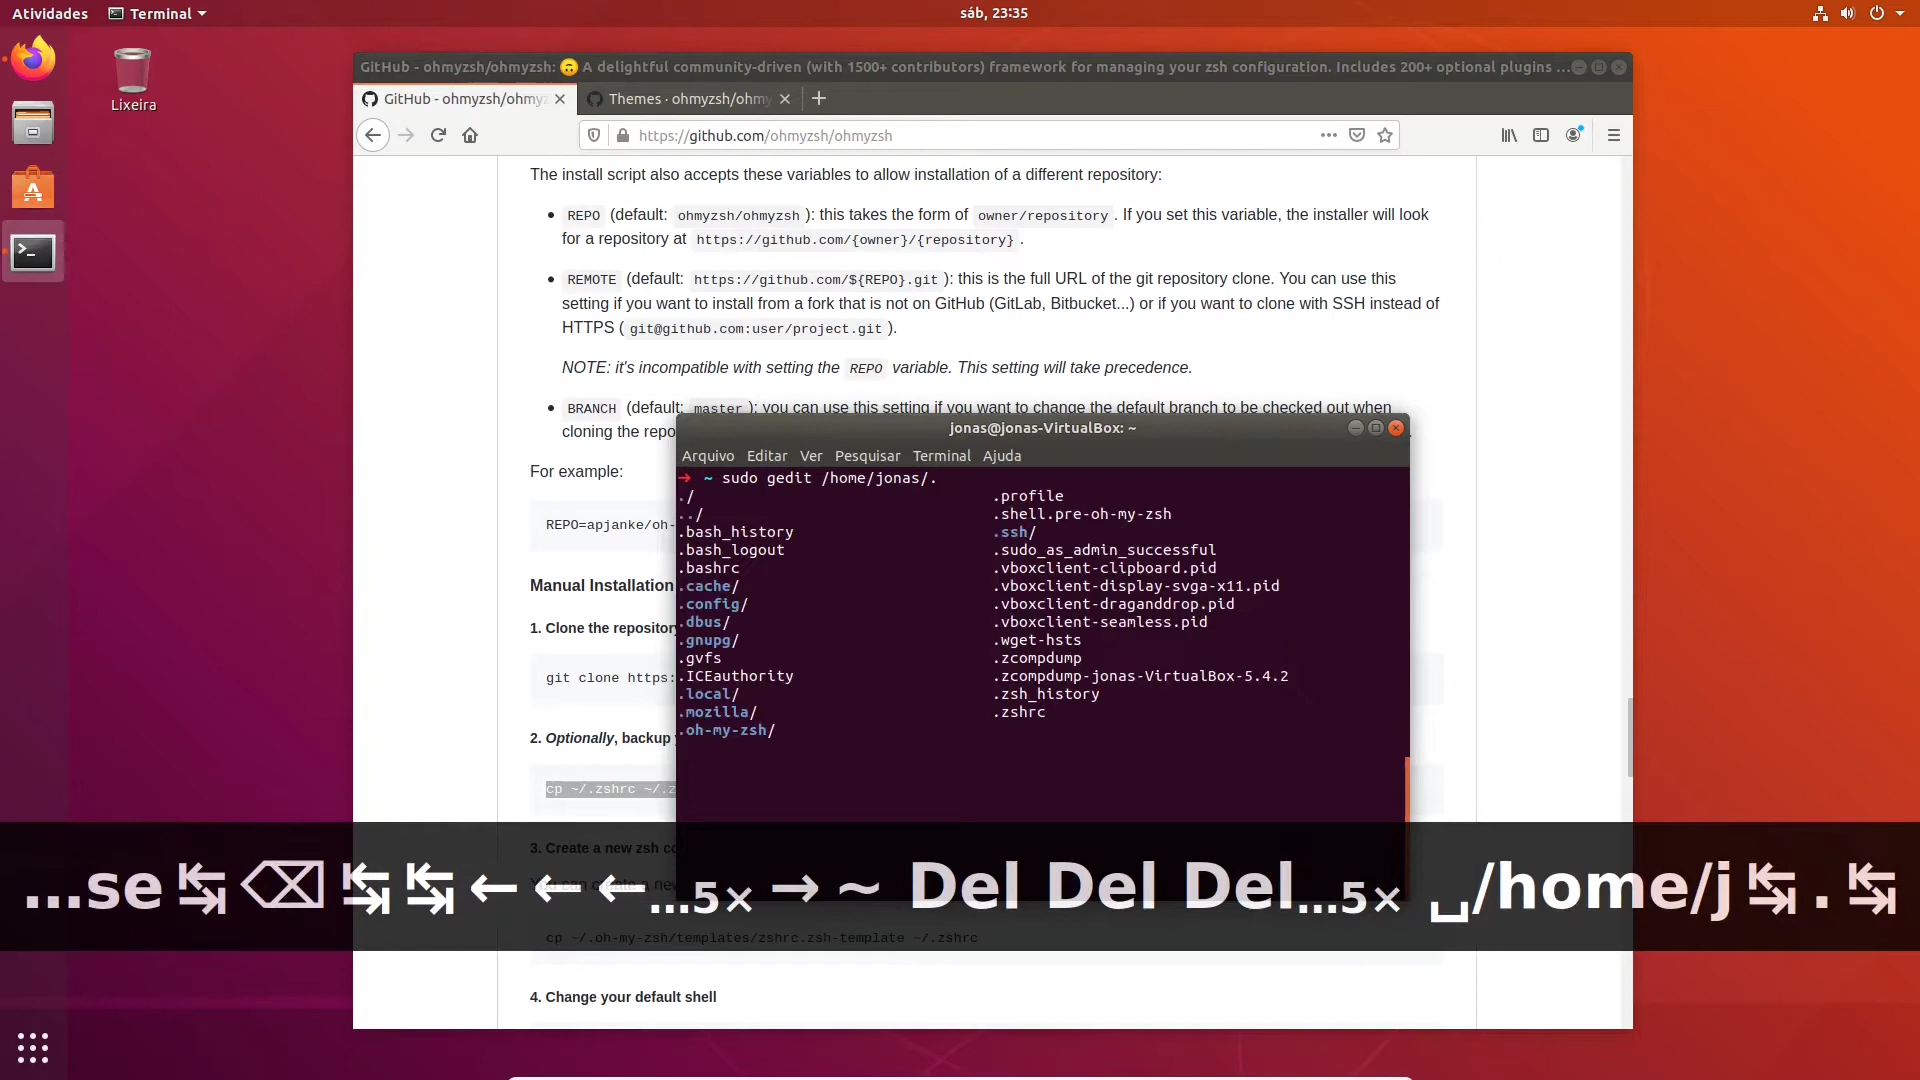 Atividades
Terminal
sáb, 23:35
Lixeira
GitHub - ohmyzsh/ohmyzsh: 🙃 A delightful community-driven (with 1500+ contributors) framework for managing your zsh configuration. Includes 200+ optional plugins ...
GitHub - ohmyzsh/ohmyz
Themes · ohmyzsh/ohmy
https://github.com/ohmyzsh/ohmyzsh
The install script also accepts these variables to allow installation of a different repository:
REPO (default: ohmyzsh/ohmyzsh ): this takes the form of owner/repository . If you set this variable, the installer will look
for a repository at https://github.com/{owner}/{repository} .
REMOTE (default: https://github.com/${REPO}.git ): this is the full URL of the git repository clone. You can use this
setting if you want to install from a fork that is not on GitHub (GitLab, Bitbucket...) or if you want to clone with SSH instead of
HTTPS ( git@github.com:user/project.git ).
NOTE: it's incompatible with setting the REPO variable. This setting will take precedence.
BRANCH (default: master ): you can use this setting if you want to change the default branch to be checked out when
cloning the repo
For example:
REPO=apjanke/oh-
Manual Installation
1. Clone the repository
git clone https:
2. Optionally, backup
cp ~/.zshrc ~/.z
3. Create a new zsh co
You can create a new
cp ~/.oh-my-zsh/templates/zshrc.zsh-template ~/.zshrc
4. Change your default shell
jonas@jonas-VirtualBox: ~
Arquivo Editar Ver Pesquisar Terminal Ajuda
➜ ~ sudo gedit /home/jonas/.
./ .profile
../ .shell.pre-oh-my-zsh
.bash_history .ssh/
.bash_logout .sudo_as_admin_successful
.bashrc .vboxclient-clipboard.pid
.cache/ .vboxclient-display-svga-x11.pid
.config/ .vboxclient-draganddrop.pid
.dbus/ .vboxclient-seamless.pid
.gnupg/ .wget-hsts
.gvfs .zcompdump
.ICEauthority .zcompdump-jonas-VirtualBox-5.4.2
.local/ .zsh_history
.mozilla/ .zshrc
.oh-my-zsh/
...se↹⌫↹↹←←←...5×→~ Del Del Del...5× ␣/home/j↹.↹